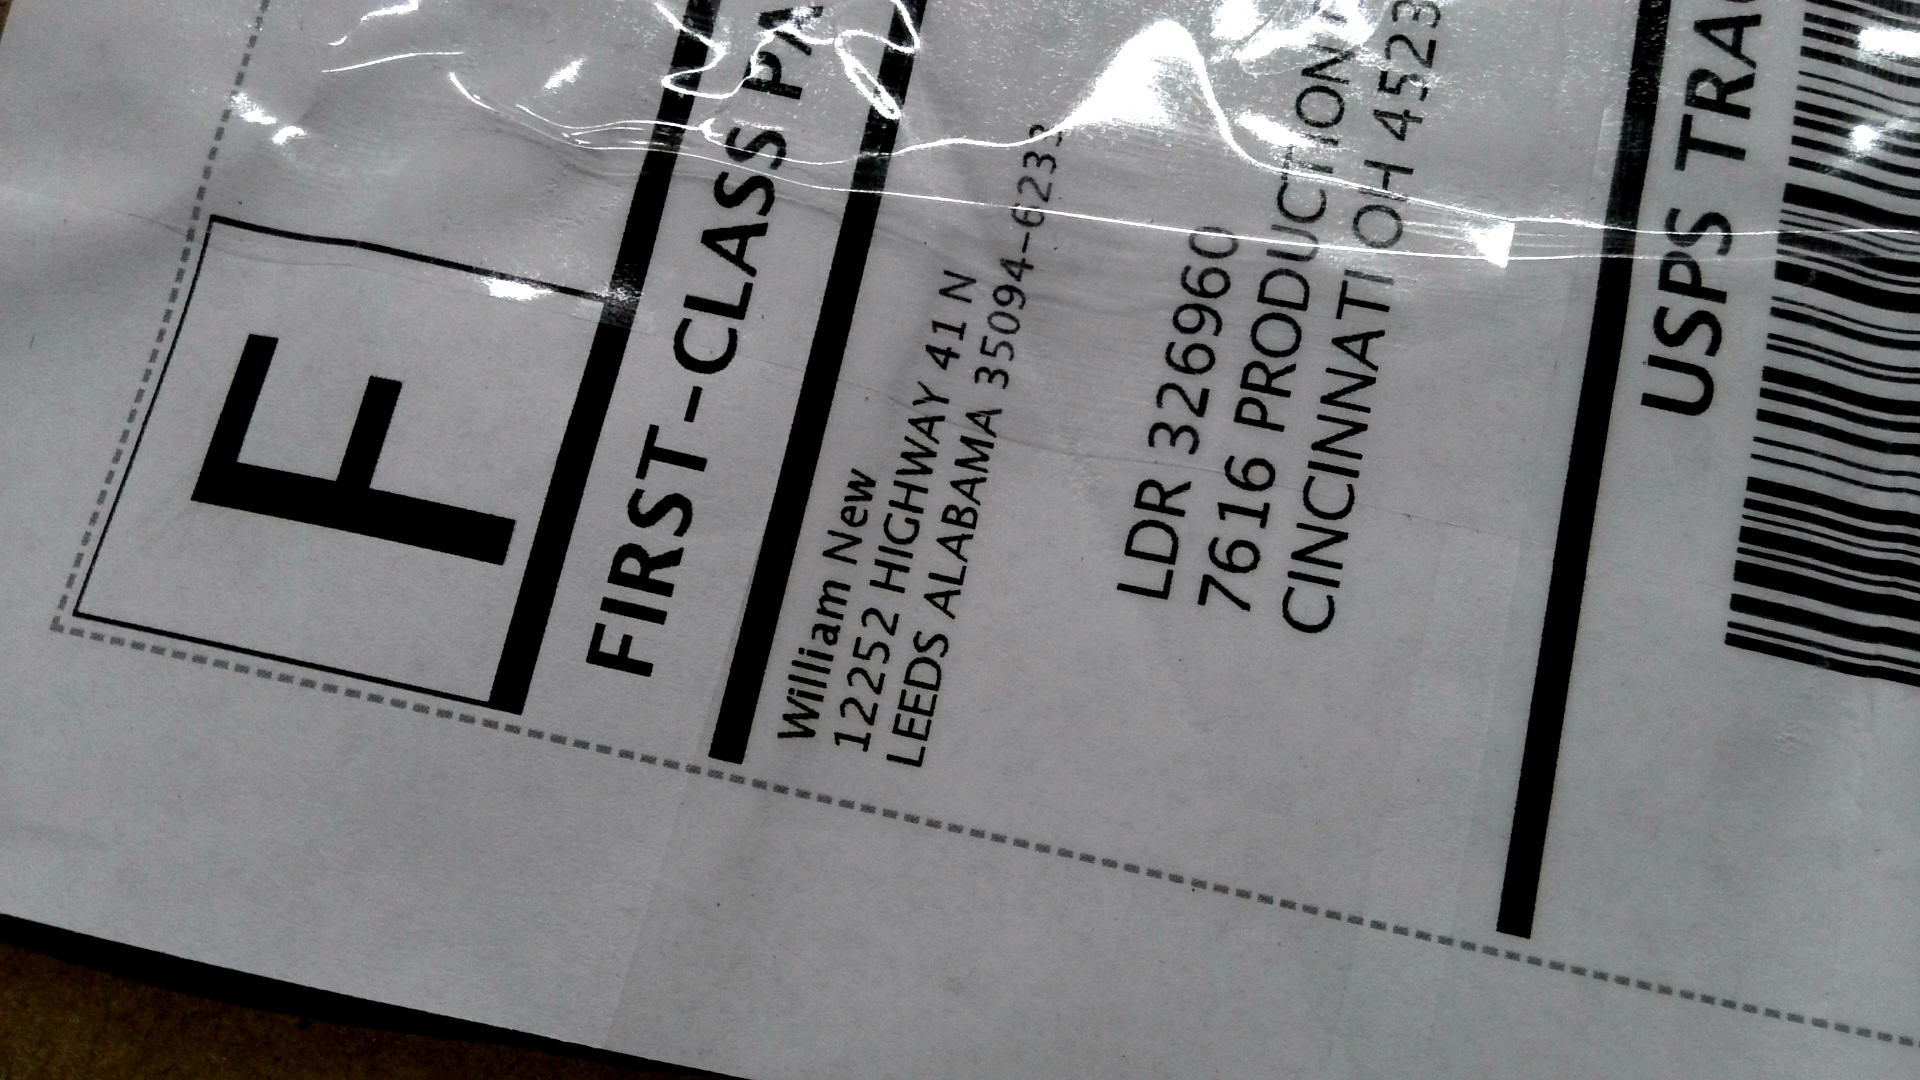 F
FIRST-CLASS
William New
12252 HIGHWAY 41 N
LEEDS ALABAMA 35094-6233
LDR 326960
7616 PRODUCTION
CINCINNATI OH 4523
USPS TRA